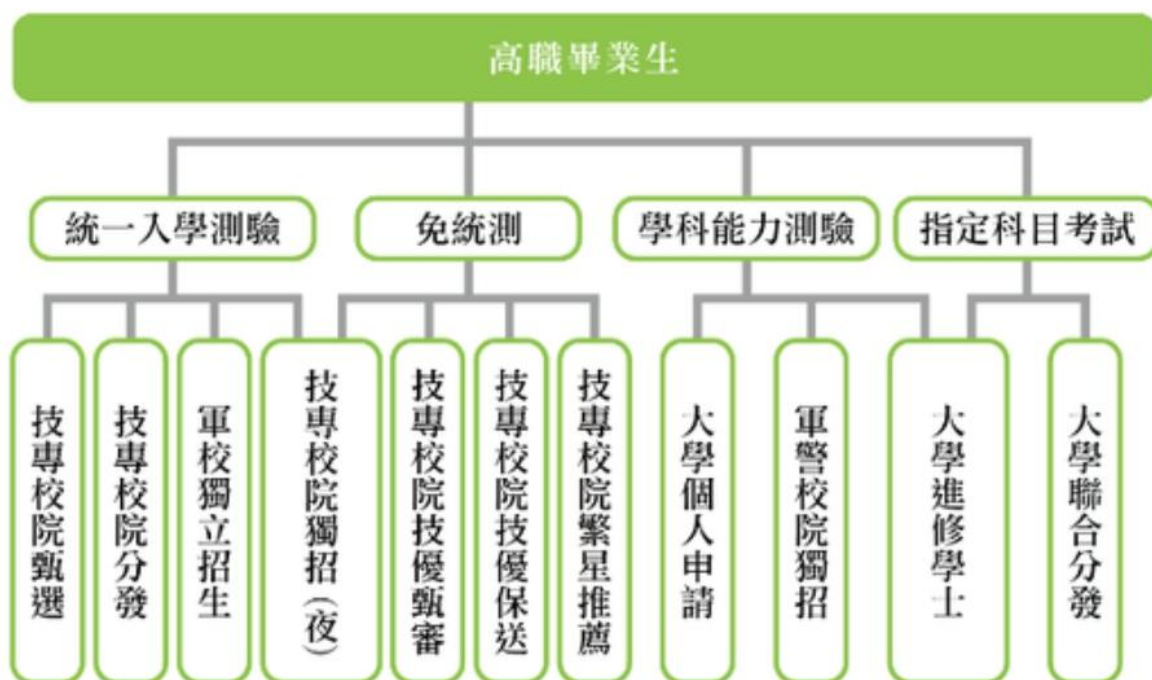 高職畢業生
統一入學測驗
免統測
學科能力測驗
指定科目考試
技專校院甄選
技專校院分發
軍校獨立招生
技專校院獨招(夜)
技專校院技優甄審
技專校院技優保送
技專校院繁星推薦
大學個人申請
軍警校院獨招
大學進修學士
大學聯合分發